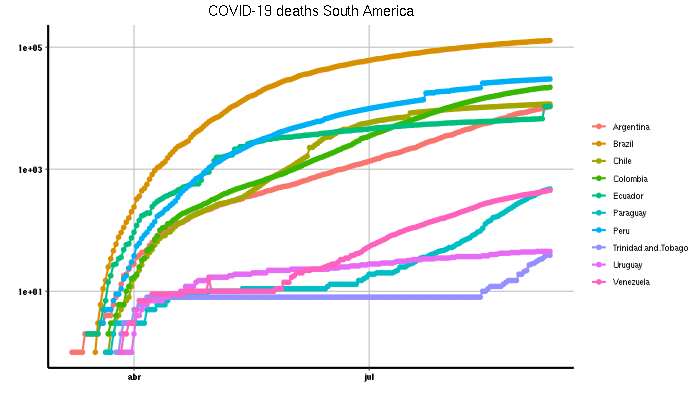 COVID-19 deaths South America
1e+05
1e+03
1e+01
abr
jul
Argentina
Brazil
Chile
Colombia
Ecuador
Paraguay
Peru
Trinidad.and.Tobago
Uruguay
Venezuela